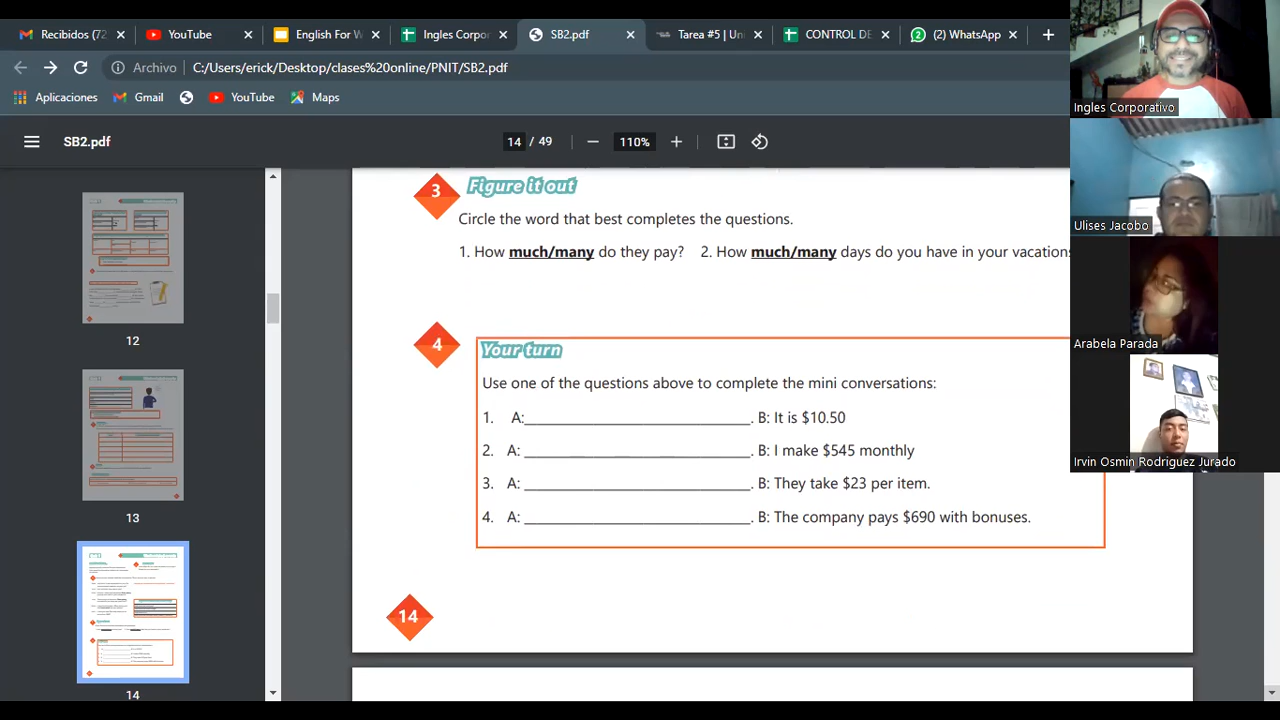 Recibidos (72
YouTube
English For W
Ingles Corpor
SB2.pdf
Tarea #5 | Uni
CONTROL DE
(2) WhatsApp
Archivo
C:/Users/erick/Desktop/clases%20online/PNIT/SB2.pdf
Aplicaciones
Gmail
YouTube
Maps
SB2.pdf
14 / 49
110%
12
13
14
3 Figure it out
Circle the word that best completes the questions.
1. How much/many do they pay? 2. How much/many days do you have in your vacations
4 Your turn
Use one of the questions above to complete the mini conversations:
1. A:__________________________. B: It is $10.50
2. A: __________________________. B: I make $545 monthly
3. A: __________________________. B: They take $23 per item.
4. A: __________________________. B: The company pays $690 with bonuses.
14
Ingles Corporativo
Ulises Jacobo
Arabela Parada
Irvin Osmin Rodriguez Jurado